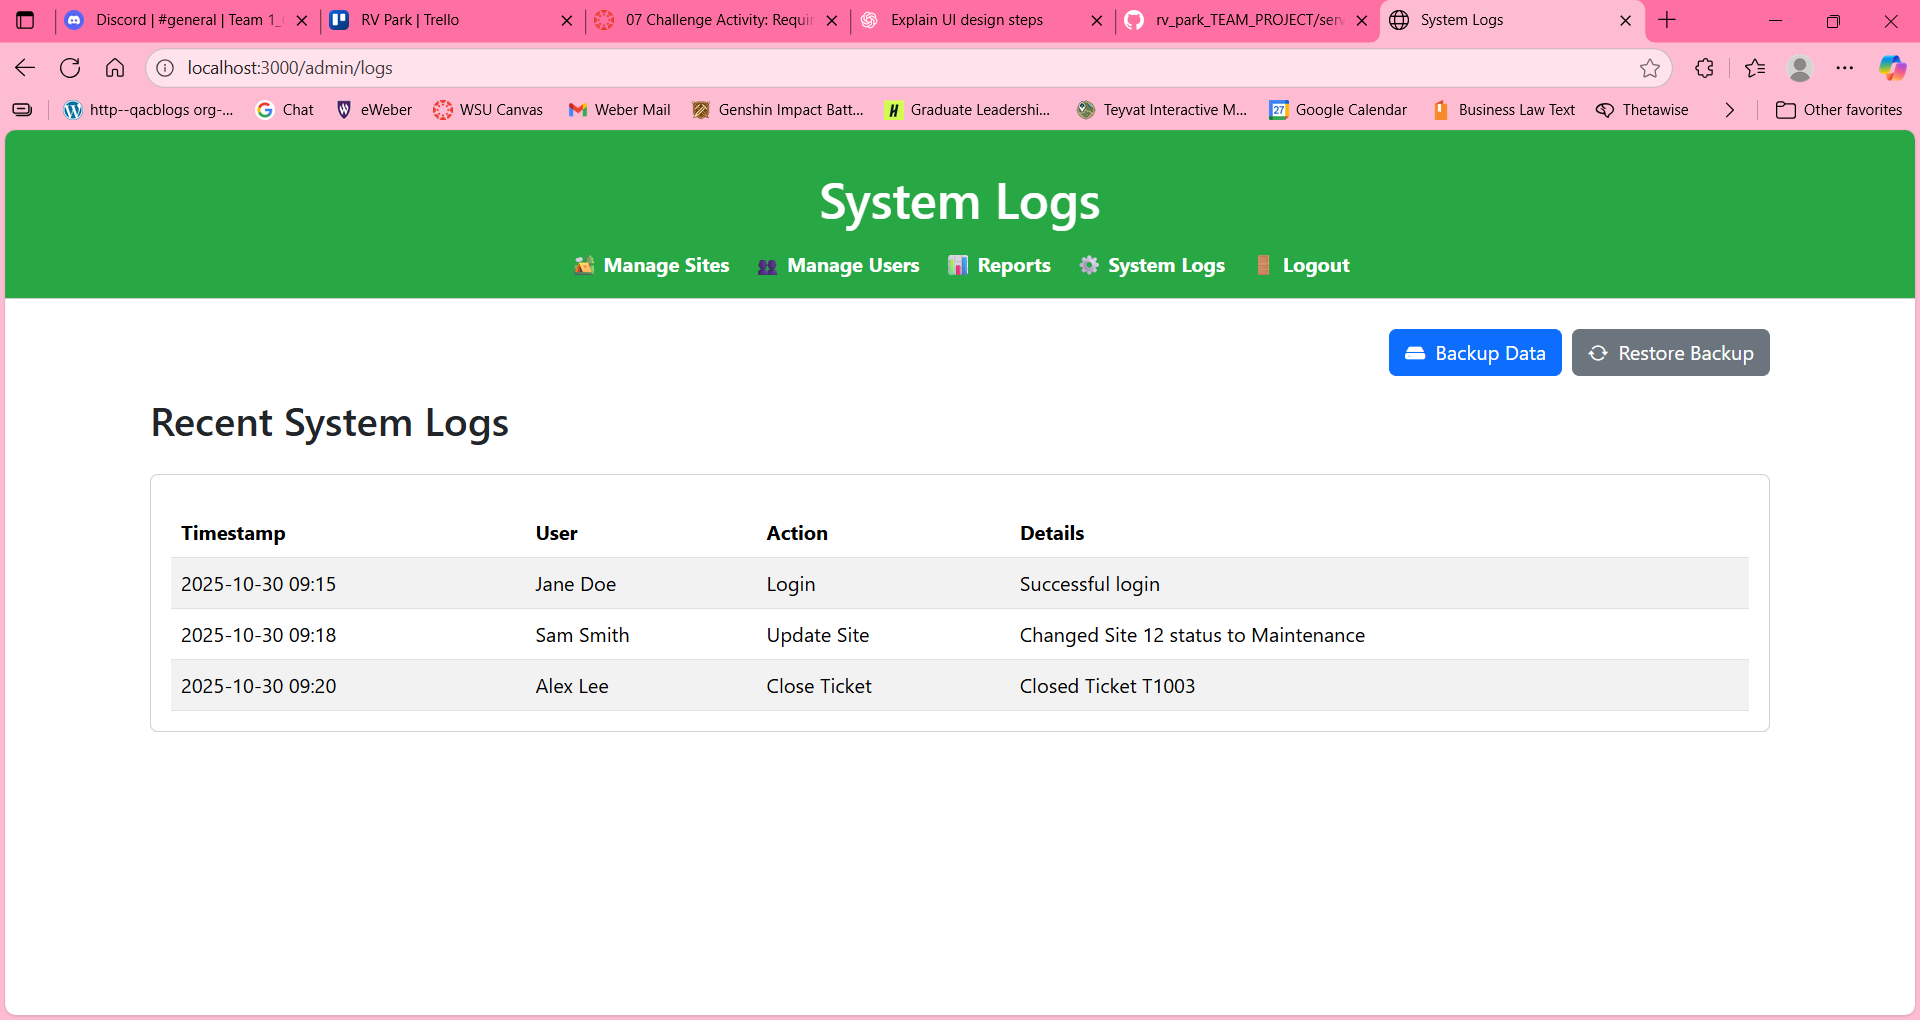 Discord | #general | Team 1_
RV Park | Trello
07 Challenge Activity: Requir
Explain UI design steps
rv_park_TEAM_PROJECT/serv
System Logs
localhost:3000/admin/logs
http--qacblogs org-...
Chat
eWeber
WSU Canvas
Weber Mail
Genshin Impact Batt...
Graduate Leadershi...
Teyvat Interactive M...
27
Google Calendar
Business Law Text
Thetawise
Other favorites
System Logs
Manage Sites
Manage Users
Reports
System Logs
Logout
Backup Data
Restore Backup
Recent System Logs
Timestamp User Action Details
2025-10-30 09:15 Jane Doe Login Successful login
2025-10-30 09:18 Sam Smith Update Site Changed Site 12 status to Maintenance
2025-10-30 09:20 Alex Lee Close Ticket Closed Ticket T1003